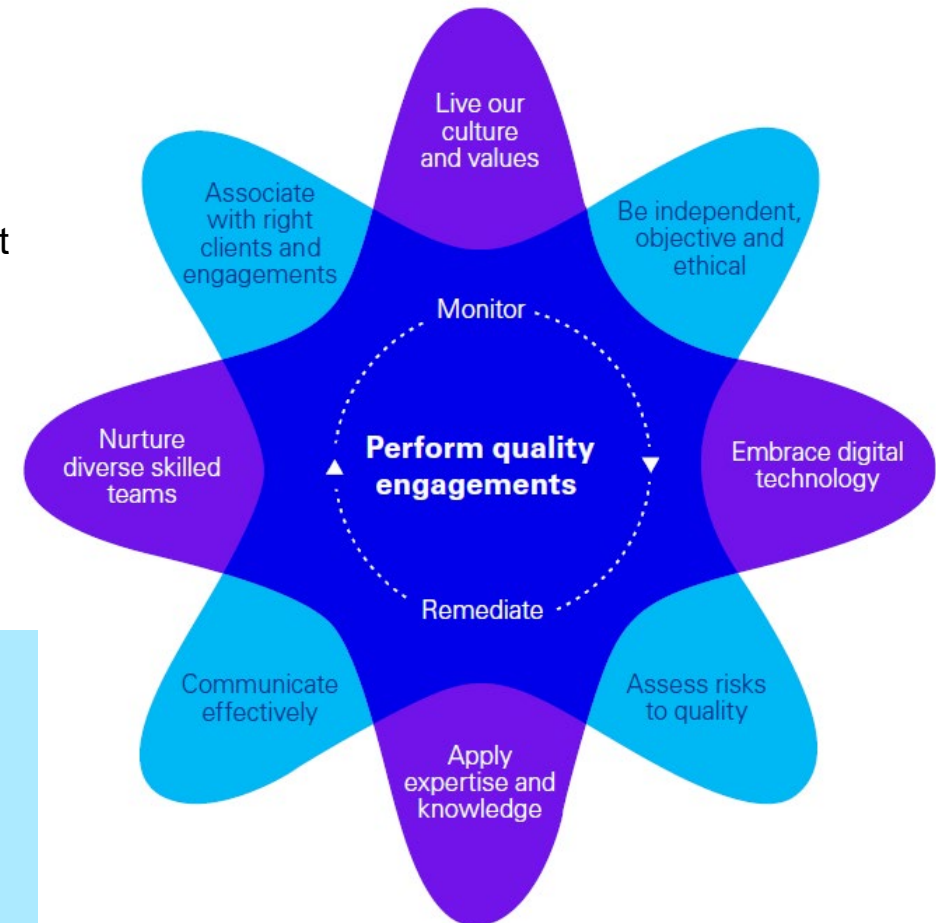 Live our
culture
and values
Associate
with right
clients and
engagements
Be independent,
objective and
ethical
t
Monitor
Nurture
diverse skilled
teams
Perform quality
engagements
Embrace digital
technology
Remediate
Communicate
effectively
Assess risks
to quality
Apply
expertise and
knowledge